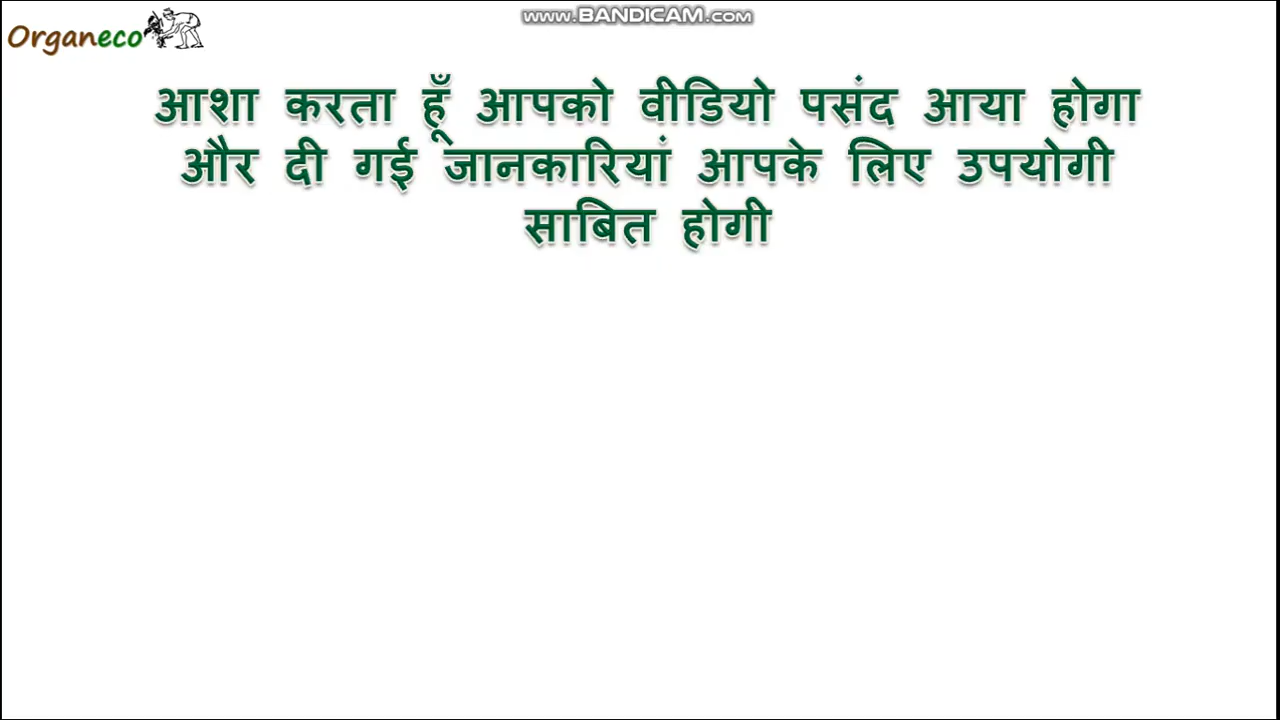 www.BANDICAM.com
Organeco
आशा करता हूँ आपको वीडियो पसंद आया होगा
और दी गई जानकारियां आपके लिए उपयोगी
साबित होगी